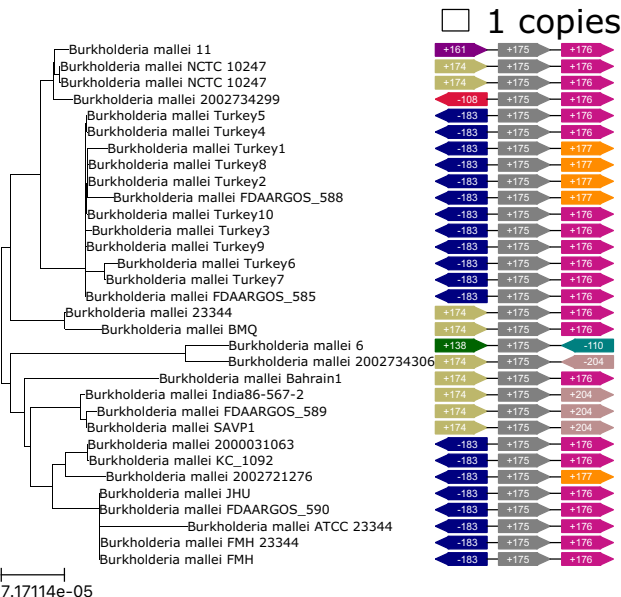 1 copies
Burkholderia mallei 11 +161 +175 +176
Burkholderia mallei NCTC 10247 +174 +175 +176
Burkholderia mallei NCTC 10247 +174 +175 +176
Burkholderia mallei 2002734299 -108 +175 +176
Burkholderia mallei Turkey5 -183 +175 +176
Burkholderia mallei Turkey4 -183 +175 +176
Burkholderia mallei Turkey1 -183 +175 +177
Burkholderia mallei Turkey8 -183 +175 +177
Burkholderia mallei Turkey2 -183 +175 +177
Burkholderia mallei FDAARGOS_588 -183 +175 +177
Burkholderia mallei Turkey10 -183 +175 +176
Burkholderia mallei Turkey3 -183 +175 +176
Burkholderia mallei Turkey9 -183 +175 +176
Burkholderia mallei Turkey6 -183 +175 +176
Burkholderia mallei Turkey7 -183 +175 +176
Burkholderia mallei FDAARGOS_585 -183 +175 +176
Burkholderia mallei 23344 +174 +175 +176
Burkholderia mallei BMQ +174 +175 +176
Burkholderia mallei 6 +138 +175 -110
Burkholderia mallei 2002734306 +174 +175 -204
Burkholderia mallei Bahrain1 +174 +175 +176
Burkholderia mallei India86-567-2 +174 +175 +204
Burkholderia mallei FDAARGOS_589 +174 +175 +204
Burkholderia mallei SAVP1 +174 +175 +204
Burkholderia mallei 2000031063 -183 +175 +176
Burkholderia mallei KC_1092 -183 +175 +176
Burkholderia mallei 2002721276 -183 +175 +177
Burkholderia mallei JHU -183 +175 +176
Burkholderia mallei FDAARGOS_590 -183 +175 +176
Burkholderia mallei ATCC 23344 -183 +175 +176
Burkholderia mallei FMH 23344 -183 +175 +176
Burkholderia mallei FMH -183 +175 +176
7.17114e-05